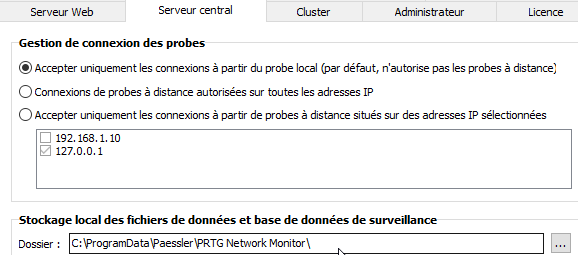 Serveur Web Serveur central Cluster Administrateur Licence
Gestion de connexion des probes
Accepter uniquement les connexions à partir du probe local (par défaut, n'autorise pas les probes à distance)
Connexions de probes à distance autorisées sur toutes les adresses IP
Accepter uniquement les connexions à partir de probes à distance situés sur des adresses IP sélectionnées
192.168.1.10
127.0.0.1
Stockage local des fichiers de données et base de données de surveillance
Dossier : C:\ProgramData\Paessler\PRTG Network Monitor\ ...